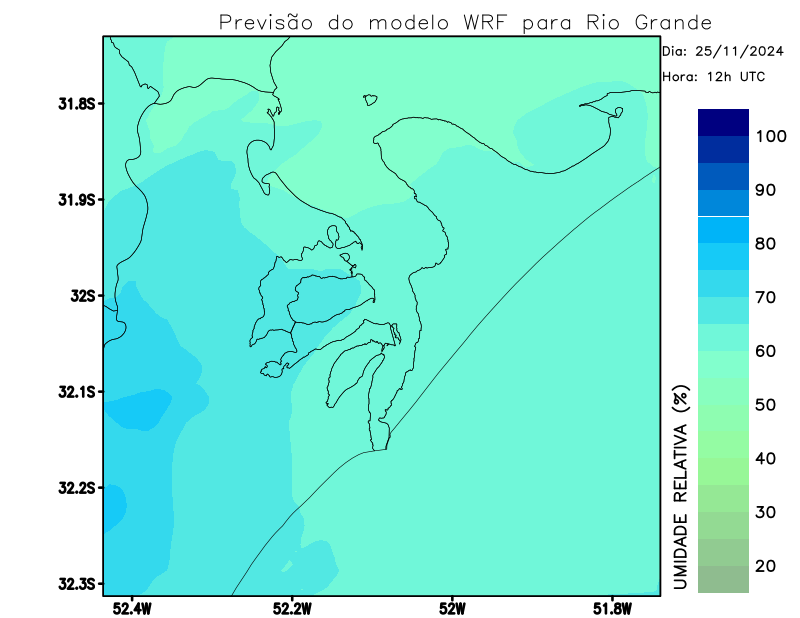 Previsão do modelo WRF para Rio Grande
Dia: 25/11/2024
Hora: 12h UTC
31.8S
31.9S
32S
32.1S
32.2S
32.3S
52.4W
52.2W
52W
51.8W
100
90
80
70
60
50
40
30
20
UMIDADE RELATIVA (%)